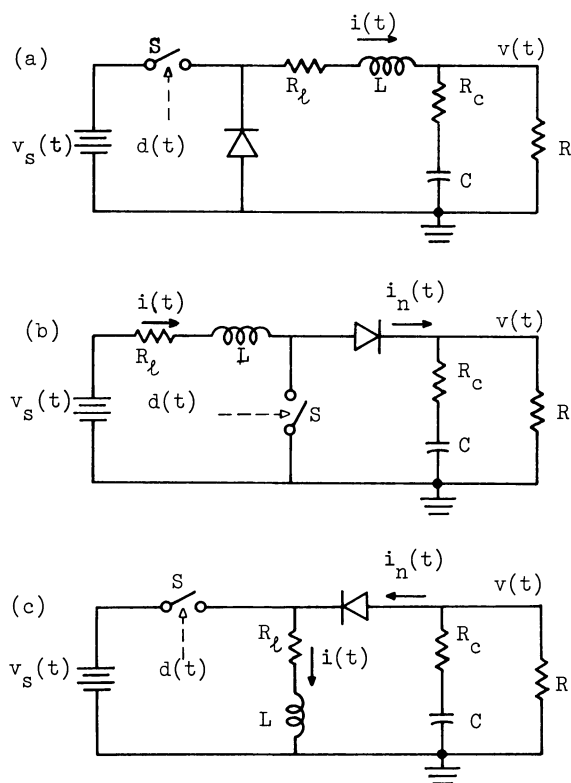 (a)
S
i(t)
v(t)
v_s(t)
d(t)
R_ℓ
L
R_c
C
R
(b)
i(t)
i_n(t)
v(t)
R_ℓ
L
v_s(t)
d(t)
S
R_c
C
R
(c)
S
i_n(t)
v(t)
v_s(t)
d(t)
R_ℓ
i(t)
L
R_c
C
R